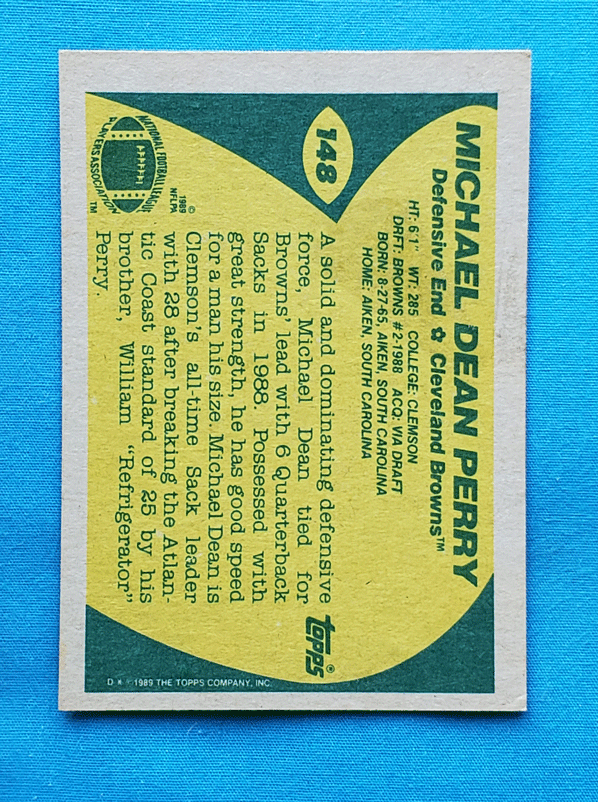 148
MICHAEL DEAN PERRY
Defensive End ✩ Cleveland Browns™
HT: 6'1" WT: 285 COLLEGE: CLEMSON
DRFT: BROWNS #2-1988 ACQ: VIA DRAFT
BORN: 8-27-65, AIKEN, SOUTH CAROLINA
HOME: AIKEN, SOUTH CAROLINA
A solid and dominating defensive
force, Michael Dean tied for
Browns' lead with 6 Quarterback
Sacks in 1988. Possessed with
great strength, he has good speed
for a man his size. Michael Dean is
Clemson's all-time Sack leader
with 28 after breaking the Atlan-
tic Coast standard of 25 by his
brother, William "Refrigerator"
Perry.
NATIONAL FOOTBALL LEAGUE
PLAYERS ASSOCIATION
™
©
1989
NFLPA
topps®
D * © 1989 THE TOPPS COMPANY, INC.